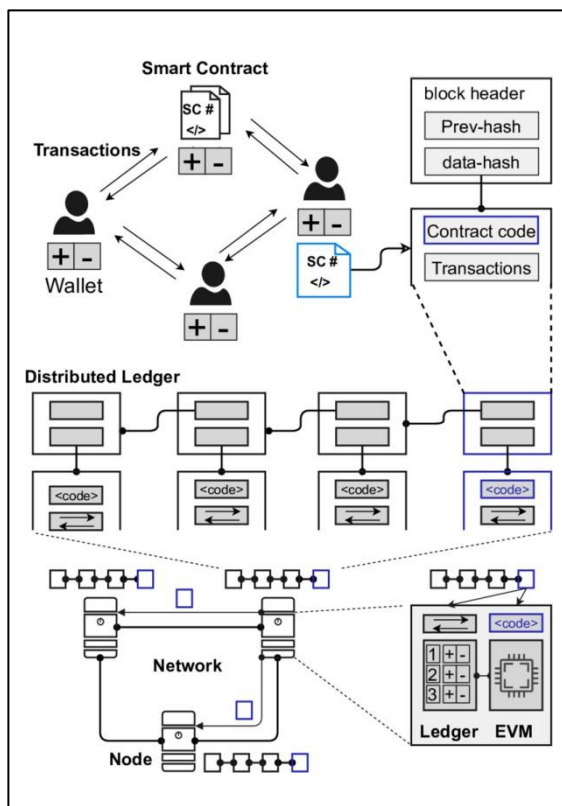 Smart Contract
SC #
</>
+ -
Transactions
+ -
Wallet
+ -
+ -
SC #
</>
block header
Prev-hash
data-hash
Contract code
Transactions
Distributed Ledger
<code>
<code>
<code>
<code>
Network
Node
<code>
1 + -
2 + -
3 + -
Ledger
EVM